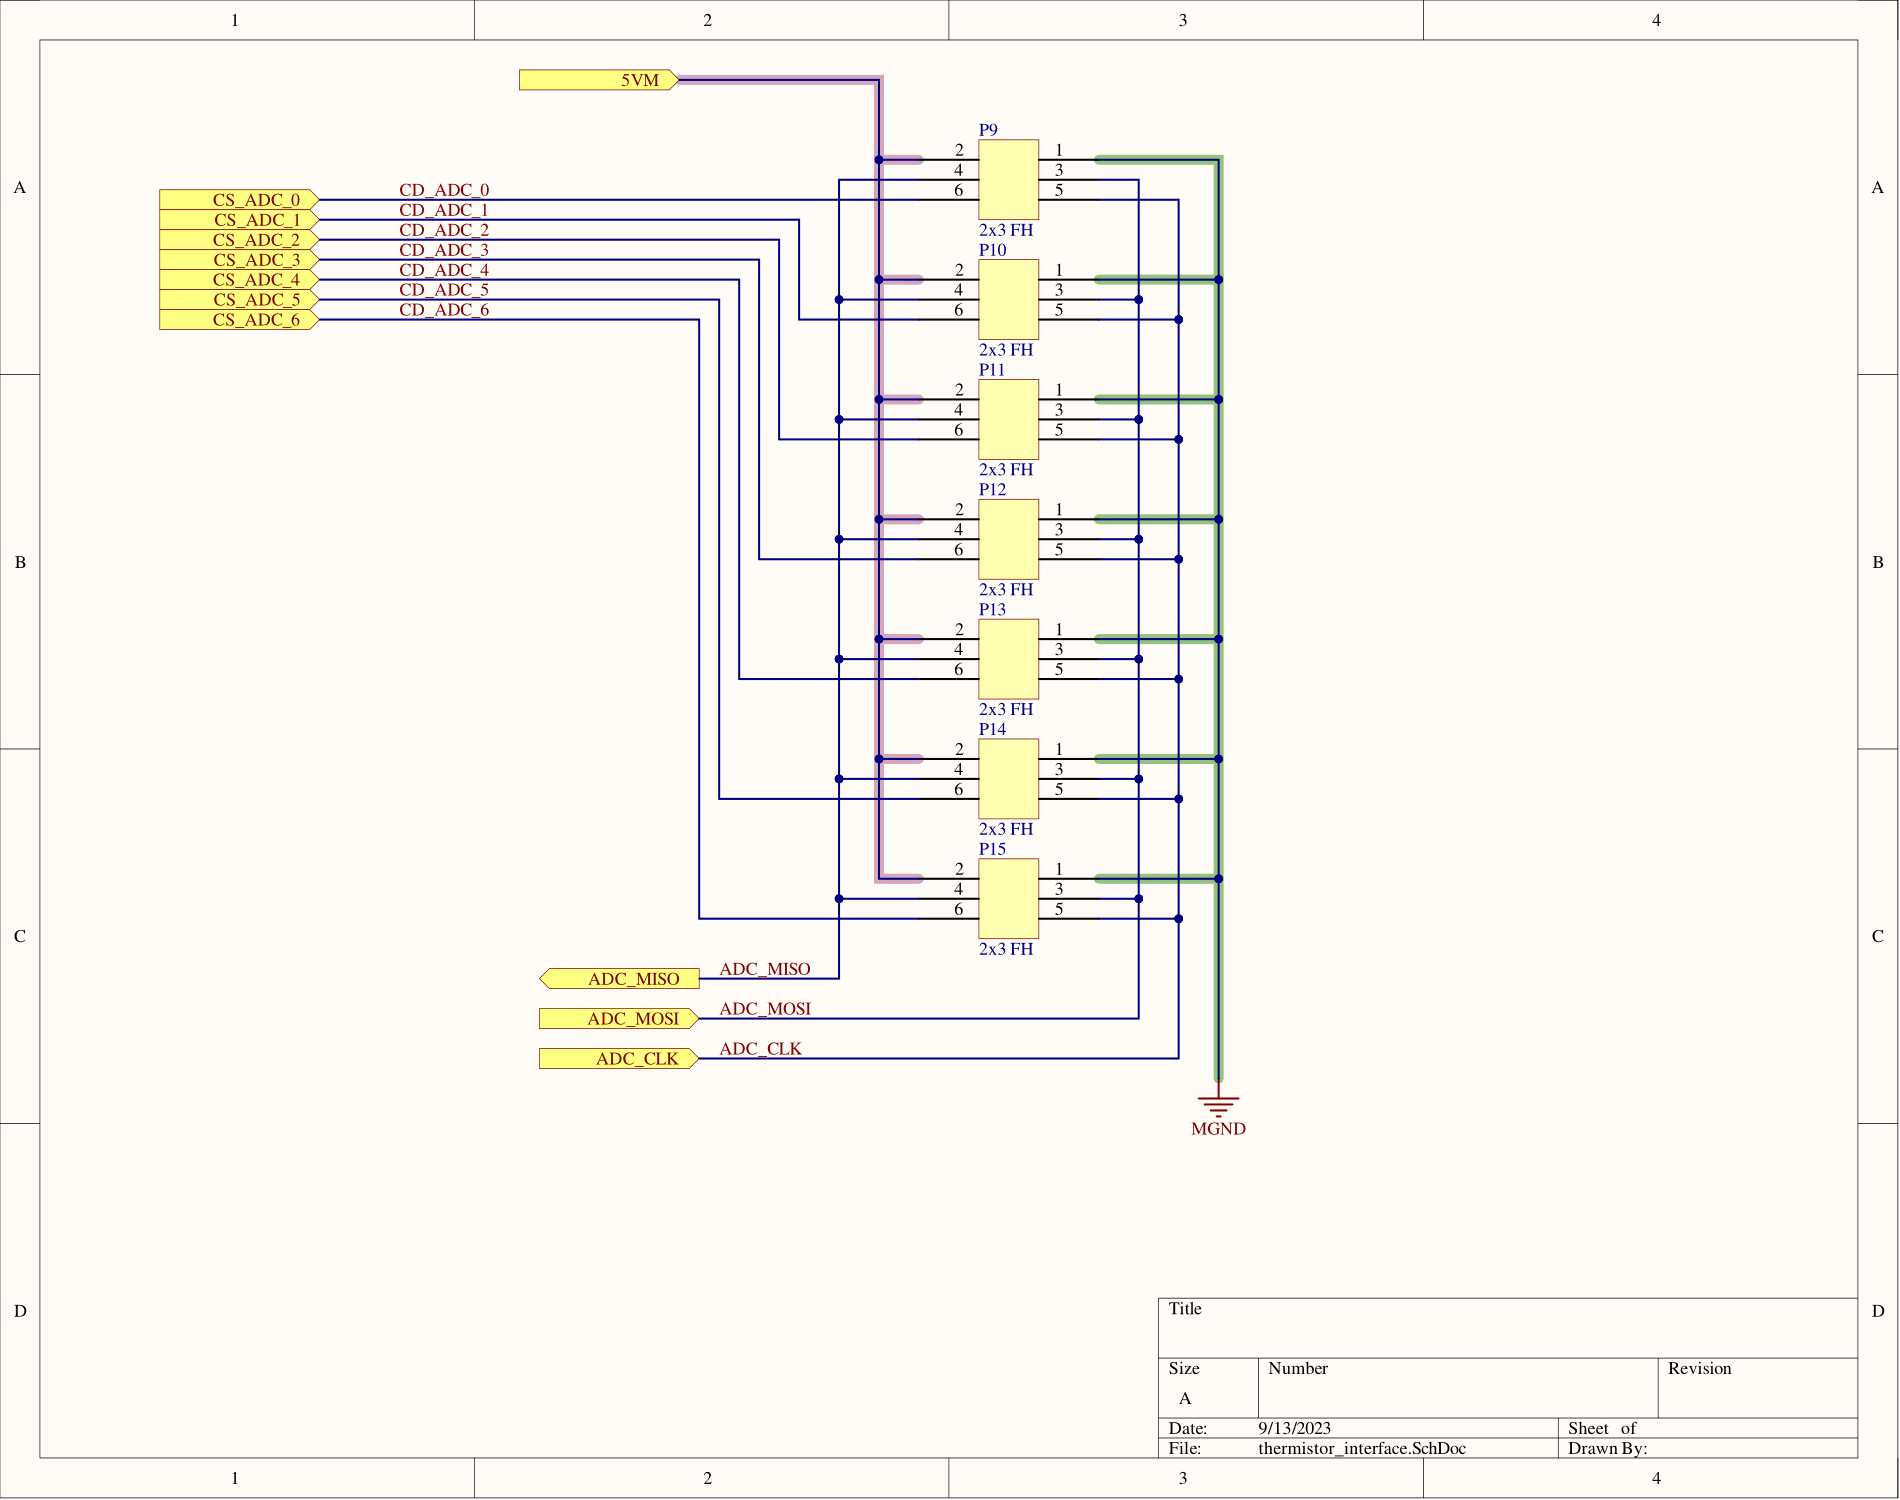 1 2 3 4
5VM
P9
2 1
4 3
A A
CD_ADC_0
6 5
CS_ADC_0
CD_ADC_1
CS_ADC_1
CD_ADC_2
2x3 FH
CS_ADC_2
CD_ADC_3
P10
CS_ADC_3
CD_ADC_4
2 1
CS_ADC_4
CD_ADC_5
4 3
CS_ADC_5
CD_ADC_6
6 5
CS_ADC_6
2x3 FH
P11
2 1
4 3
6 5
2x3 FH
P12
2 1
4 3
6 5
B B
2x3 FH
P13
2 1
4 3
6 5
2x3 FH
P14
2 1
4 3
6 5
2x3 FH
P15
2 1
4 3
6 5
C C
2x3 FH
ADC_MISO ADC_MISO
ADC_MOSI ADC_MOSI
ADC_CLK ADC_CLK
MGND
D D
Title
Size Number Revision
A
Date: 9/13/2023 Sheet of
File: thermistor_interface.SchDoc Drawn By:
1 2 3 4